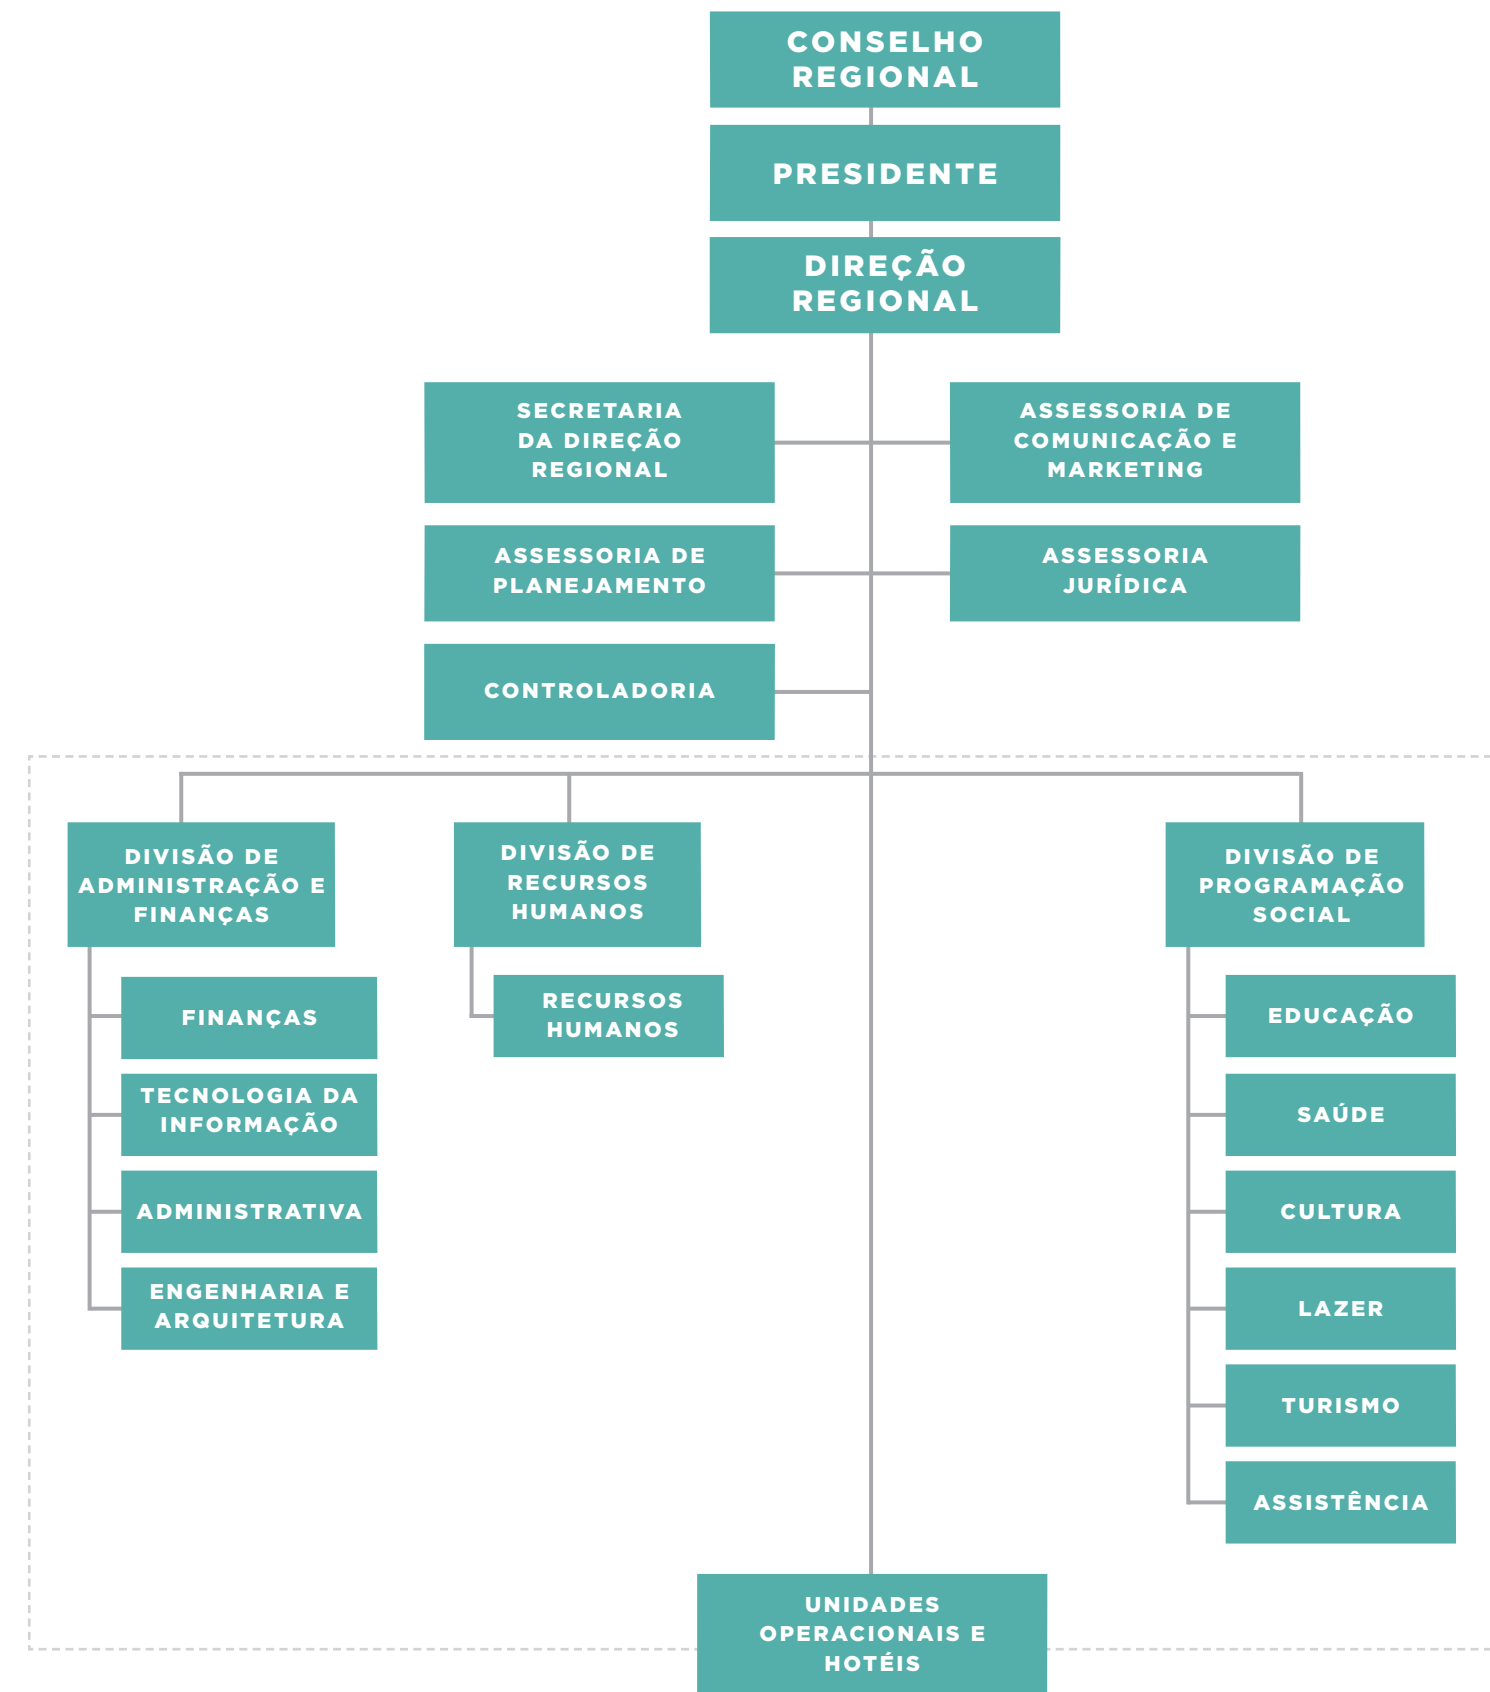 CONSELHO
REGIONAL
PRESIDENTE
DIREÇÃO
REGIONAL
SECRETARIA
DA DIREÇÃO
REGIONAL
ASSESSORIA DE
COMUNICAÇÃO E
MARKETING
ASSESSORIA DE
PLANEJAMENTO
ASSESSORIA
JURÍDICA
CONTROLADORIA
DIVISÃO DE
ADMINISTRAÇÃO E
FINANÇAS
FINANÇAS
TECNOLOGIA DA
INFORMAÇÃO
ADMINISTRATIVA
ENGENHARIA E
ARQUITETURA
DIVISÃO DE
RECURSOS
HUMANOS
RECURSOS
HUMANOS
DIVISÃO DE
PROGRAMAÇÃO
SOCIAL
EDUCAÇÃO
SAÚDE
CULTURA
LAZER
TURISMO
ASSISTÊNCIA
UNIDADES
OPERACIONAIS E
HOTÉIS